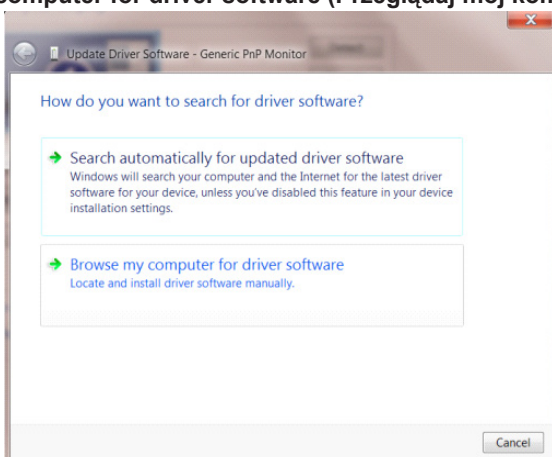 computer for driver software (Przeglądaj mój kom
Update Driver Software - Generic PnP Monitor
How do you want to search for driver software?
Search automatically for updated driver software
Windows will search your computer and the Internet for the latest driver
software for your device, unless you've disabled this feature in your device
installation settings.
Browse my computer for driver software
Locate and install driver software manually.
Cancel